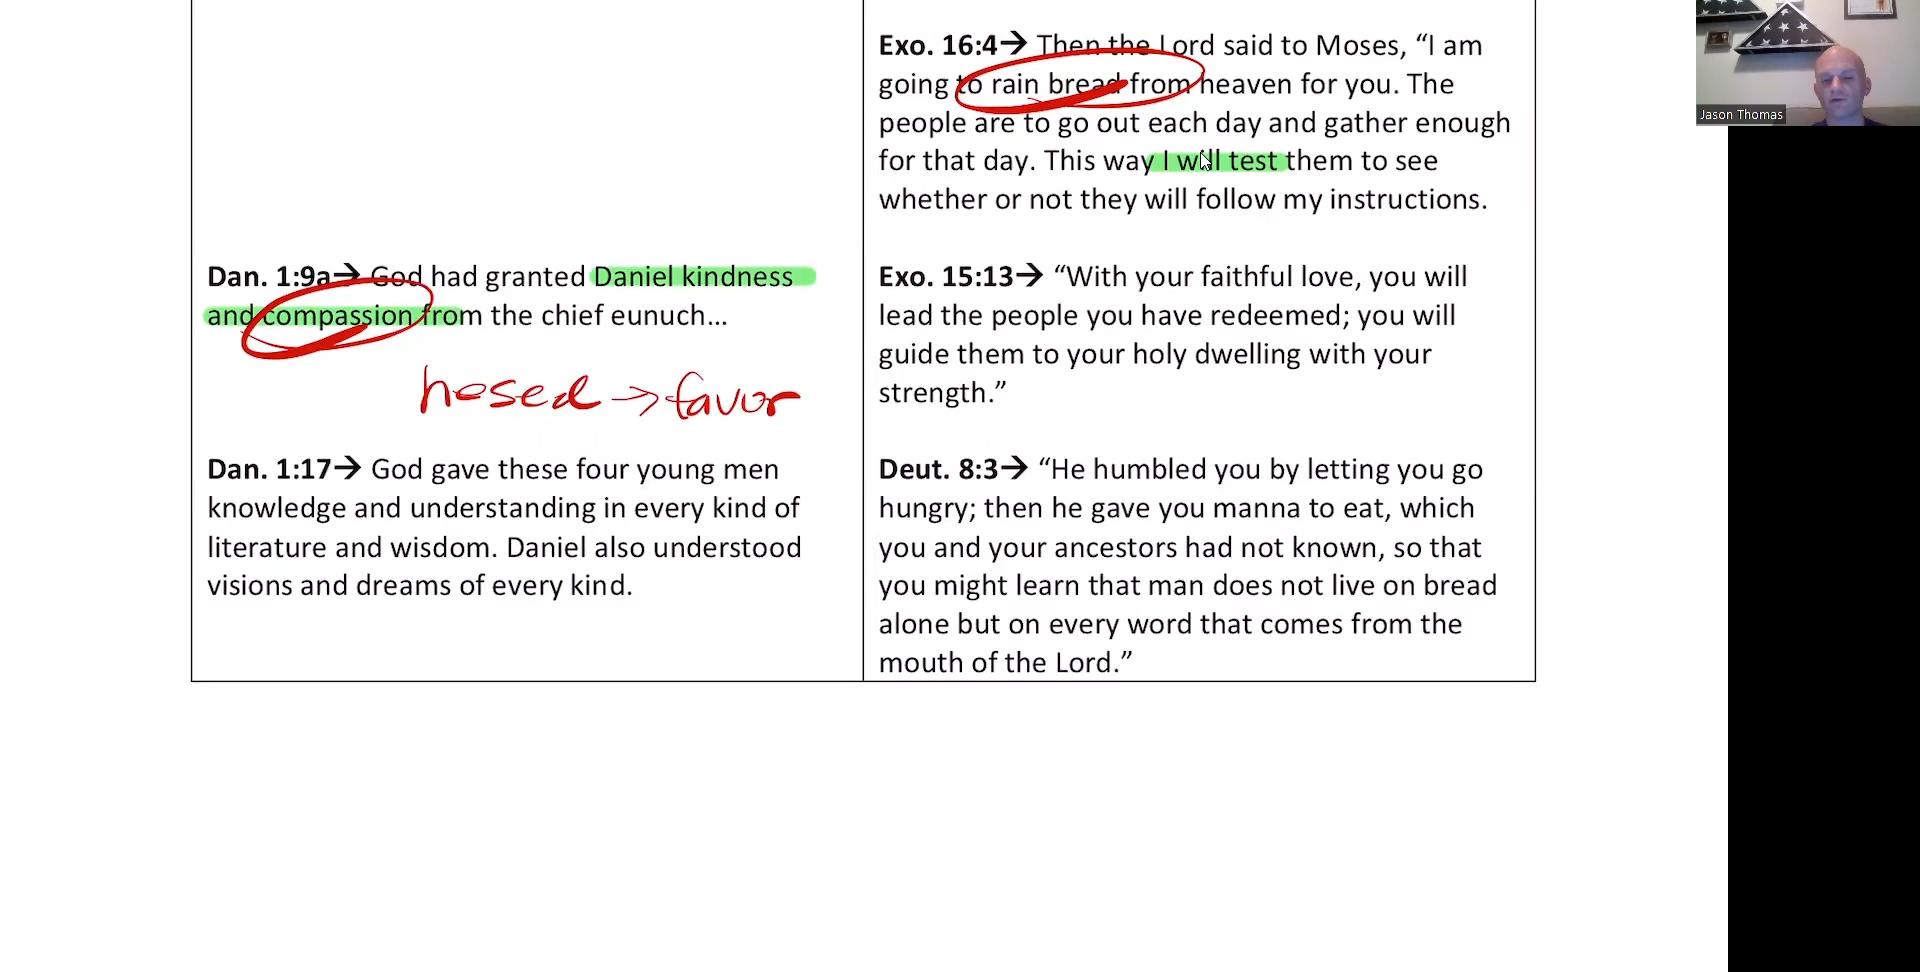 Exo. 16:4→ Then the Lord said to Moses, “I am
going to rain bread from heaven for you. The
people are to go out each day and gather enough
for that day. This way I will test them to see
whether or not they will follow my instructions.
Jason Thomas
Dan. 1:9a→ God had granted Daniel kindness
and compassion from the chief eunuch…
hesed → favor
Exo. 15:13→ “With your faithful love, you will
lead the people you have redeemed; you will
guide them to your holy dwelling with your
strength.”
Dan. 1:17→ God gave these four young men
knowledge and understanding in every kind of
literature and wisdom. Daniel also understood
visions and dreams of every kind.
Deut. 8:3→ “He humbled you by letting you go
hungry; then he gave you manna to eat, which
you and your ancestors had not known, so that
you might learn that man does not live on bread
alone but on every word that comes from the
mouth of the Lord.”